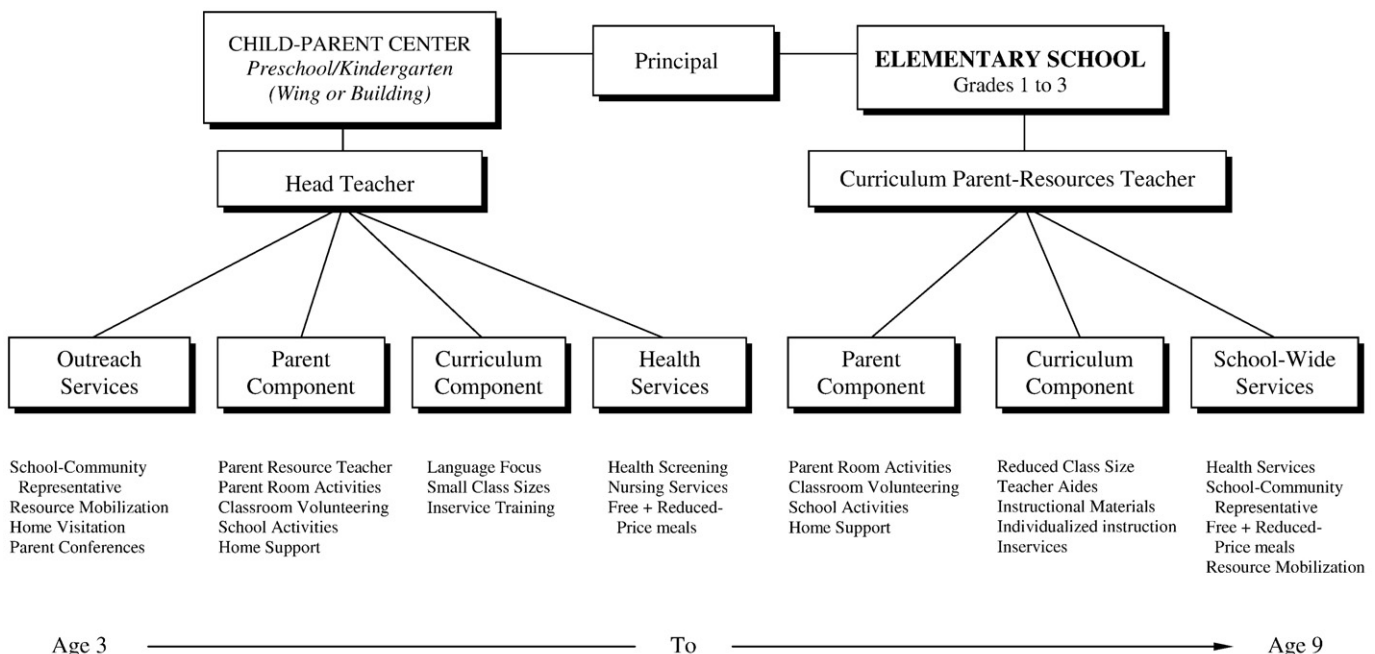 CHILD-PARENT CENTER
Preschool/Kindergarten
(Wing or Building)
Principal
ELEMENTARY SCHOOL
Grades 1 to 3
Head Teacher
Curriculum Parent-Resources Teacher
Outreach
Services
Parent
Component
Curriculum
Component
Health
Services
Parent
Component
Curriculum
Component
School-Wide
Services
School-Community
Representative
Resource Mobilization
Home Visitation
Parent Conferences
Parent Resource Teacher
Parent Room Activities
Classroom Volunteering
School Activities
Home Support
Language Focus
Small Class Sizes
Inservice Training
Health Screening
Nursing Services
Free + Reduced-
Price meals
Parent Room Activities
Classroom Volunteering
School Activities
Home Support
Reduced Class Size
Teacher Aides
Instructional Materials
Individualized instruction
Inservices
Health Services
School-Community
Representative
Free + Reduced-
Price meals
Resource Mobilization
Age 3 To Age 9